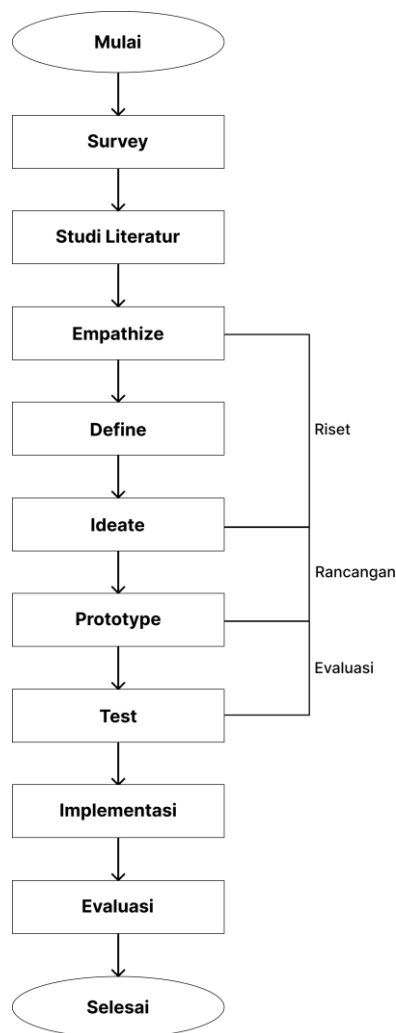 Mulai
Survey
Studi Literatur
Empathize
Define
Riset
Ideate
Rancangan
Prototype
Evaluasi
Test
Implementasi
Evaluasi
Selesai